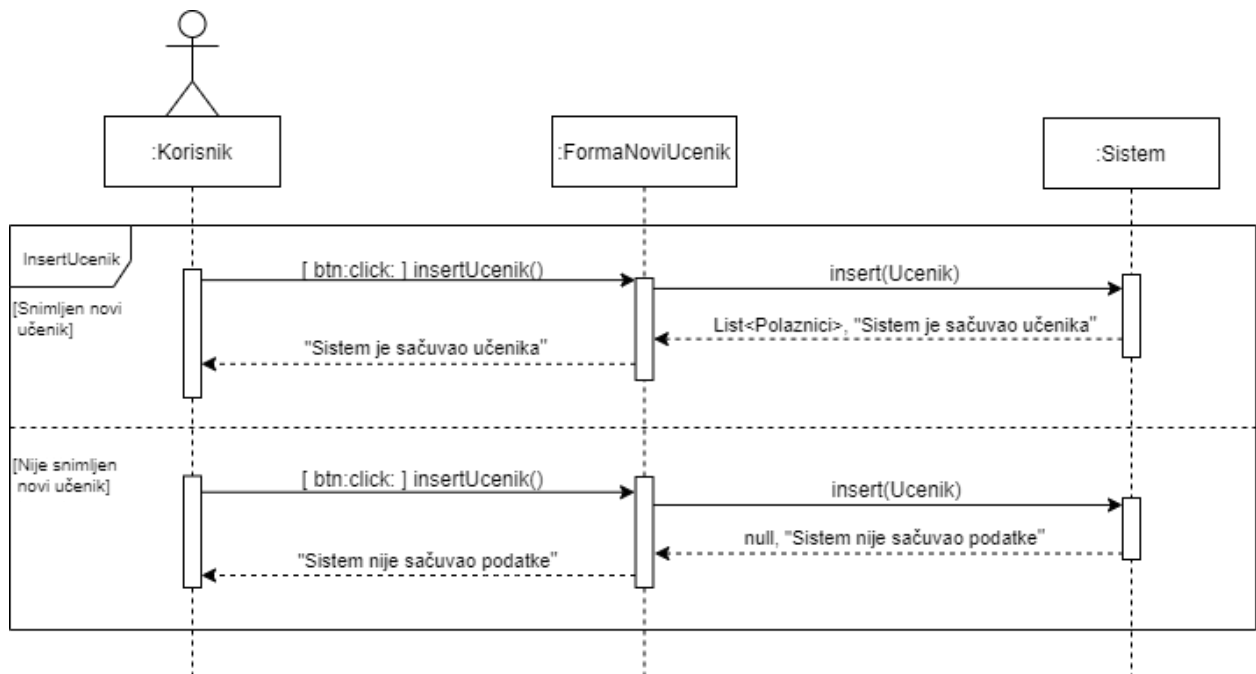 :Korisnik
:FormaNoviUcenik
:Sistem
InsertUcenik
[Snimljen novi
učenik]
[ btn:click: ] insertUcenik()
insert(Ucenik)
List<Polaznici>, "Sistem je sačuvao učenika"
"Sistem je sačuvao učenika"
[Nije snimljen
novi učenik]
[ btn:click: ] insertUcenik()
insert(Ucenik)
null, "Sistem nije sačuvao podatke"
"Sistem nije sačuvao podatke"